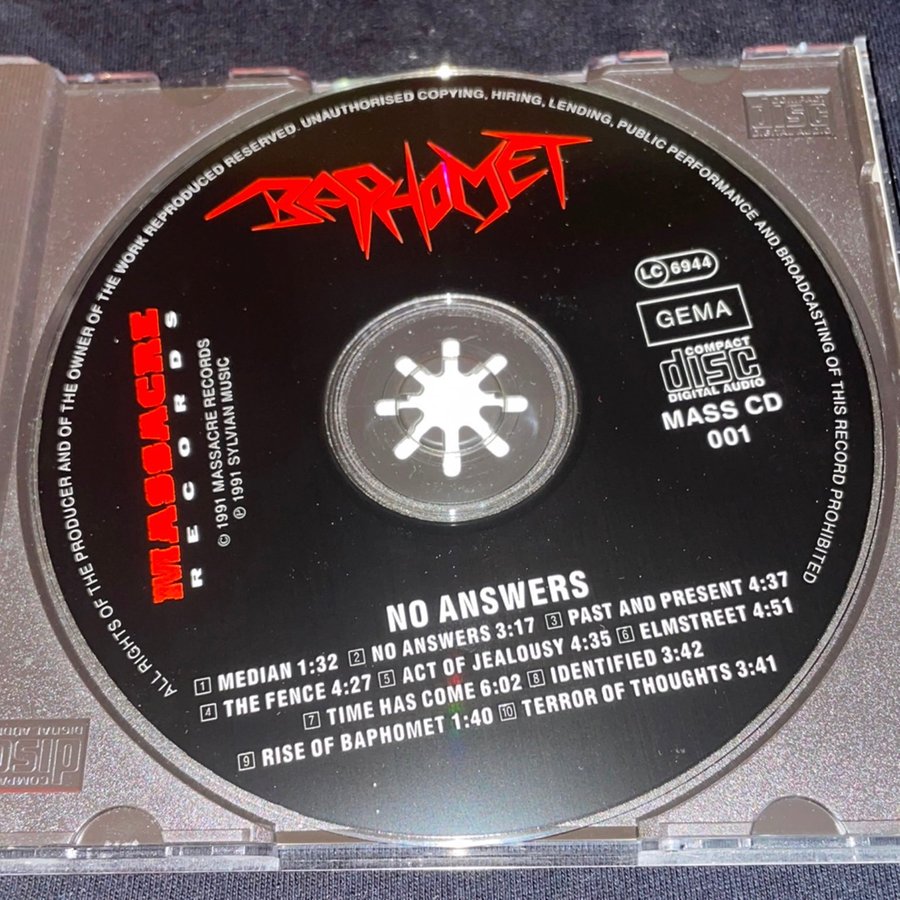 ALL RIGHTS OF THE PRODUCER AND OF THE OWNER OF THE WORK REPRODUCED RESERVED. UNAUTHORISED COPYING, HIRING, LENDING, PUBLIC PERFORMANCE AND BROADCASTING OF THIS RECORD PROHIBITED
BAPHOMET
MASSACRE
RECORDS
© 1991 MASSACRE RECORDS
℗ 1991 SYLVIAN MUSIC
LC 6944
GEMA
COMPACT
disc
DIGITAL AUDIO
MASS CD
001
NO ANSWERS
1 MEDIAN 1:32 2 NO ANSWERS 3:17 3 PAST AND PRESENT 4:37
4 THE FENCE 4:27 5 ACT OF JEALOUSY 4:35 6 ELMSTREET 4:51
7 TIME HAS COME 6:02 8 IDENTIFIED 3:42
9 RISE OF BAPHOMET 1:40 10 TERROR OF THOUGHTS 3:41
COMPACT
disc
DIGITAL AUDIO
disc